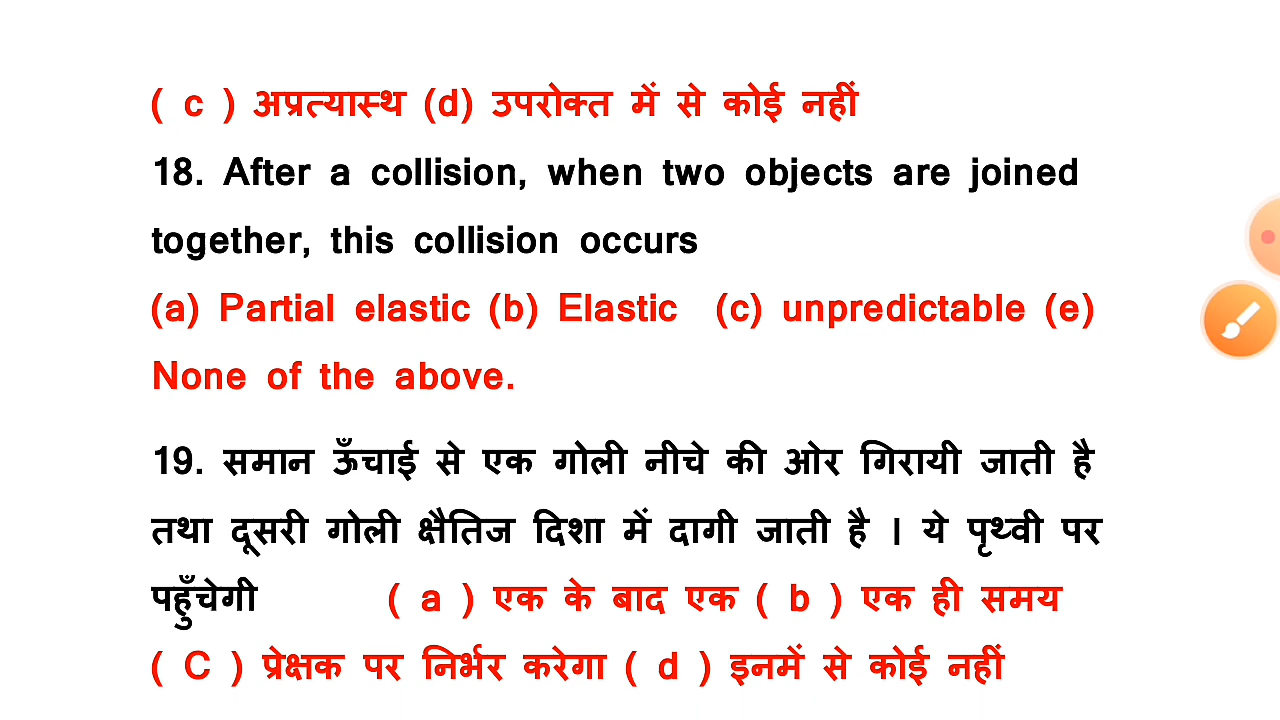 ( c ) अप्रत्यास्थ (d) उपरोक्त में से कोई नहीं
18. After a collision, when two objects are joined
together, this collision occurs
(a) Partial elastic (b) Elastic (c) unpredictable (e)
None of the above.
19. समान ऊँचाई से एक गोली नीचे की ओर गिरायी जाती है
तथा दूसरी गोली क्षैतिज दिशा में दागी जाती है । ये पृथ्वी पर
पहुँचेगी ( a ) एक के बाद एक ( b ) एक ही समय
( C ) प्रेक्षक पर निर्भर करेगा ( d ) इनमें से कोई नहीं